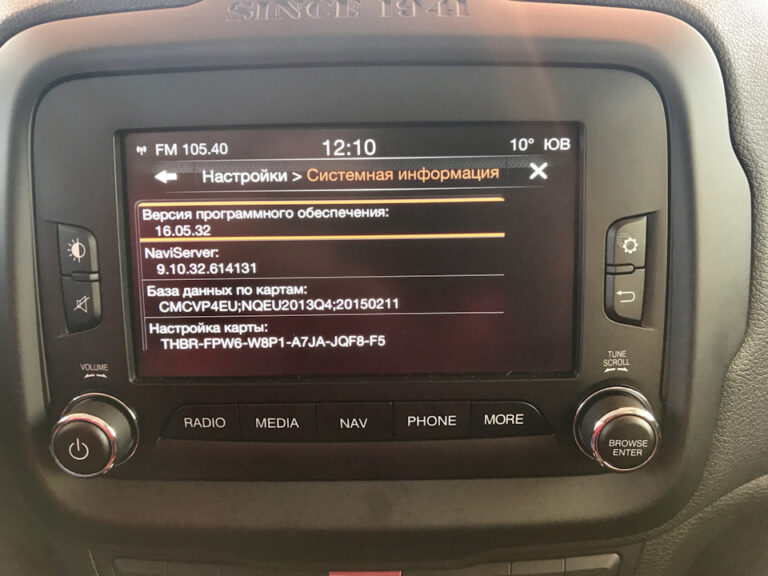 SINCE 1941
FM 105.40 12:10 10° ЮВ
Настройки > Системная информация
Версия программного обеспечения:
16.05.32
NaviServer:
9.10.32.614131
База данных по картам:
CMCVP4EU;NQEU2013Q4;20150211
Настройка карты:
THBR-FPW6-W8P1-A7JA-JQF8-F5
VOLUME
TUNE
SCROLL
RADIO MEDIA NAV PHONE MORE
BROWSE
ENTER